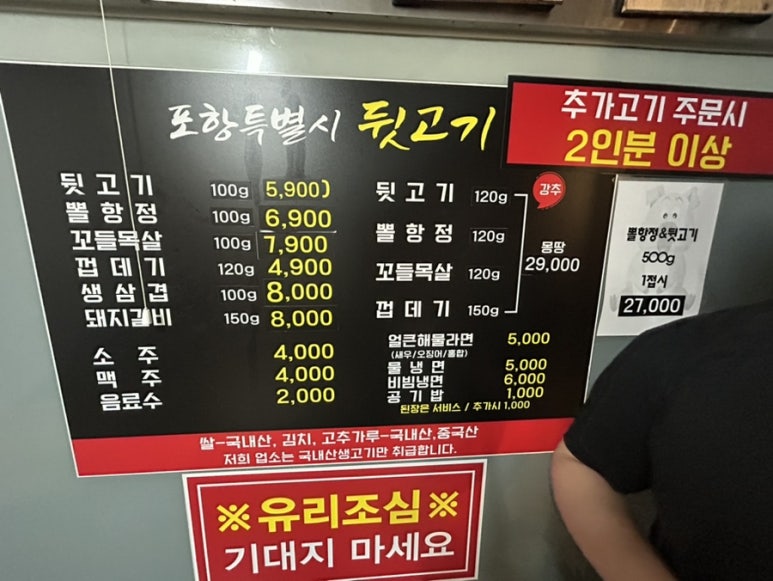 포항특별시 뒷고기
추가고기 주문시
2인분 이상
뒷고기 100g 5,900)
뽈항정 100g 6,900
꼬들목살 100g 7,900
껍데기 120g 4,900
생삼겹 100g 8,000
돼지갈비 150g 8,000
소주 4,000
맥주 4,000
음료수 2,000
뒷고기 120g
강추
뽈항정 120g
꼬들목살 120g
껍데기 150g
몽땅
29,000
얼큰해물라면 5,000
(새우/오징어/홍합)
물냉면 5,000
비빔냉면 6,000
공기밥 1,000
된장은 서비스 / 추가시 1,000
뽈항정&뒷고기
500g
1접시
27,000
쌀-국내산, 김치, 고추가루-국내산,중국산
저희 업소는 국내산생고기만 취급합니다.
※유리조심※
기대지 마세요